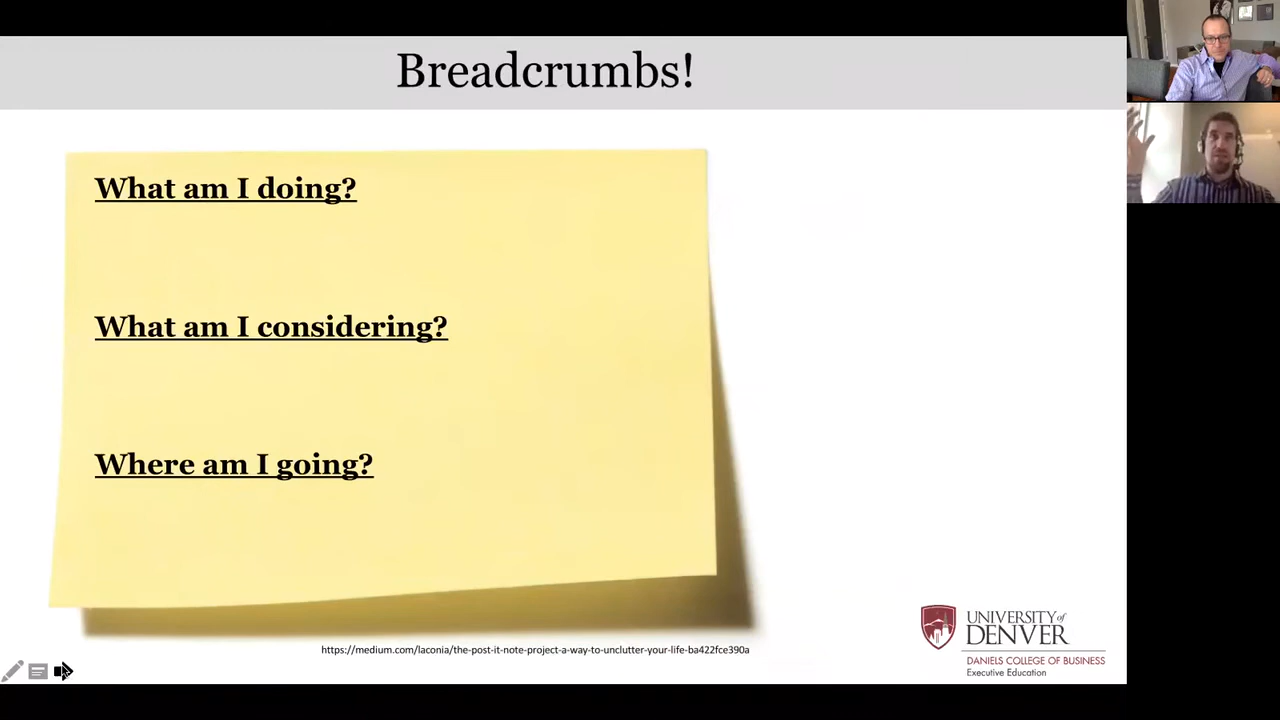 Breadcrumbs!
What am I doing?
What am I considering?
Where am I going?
https://medium.com/laconia/the-post-it-note-project-a-way-to-unclutter-your-life-ba422fce390a
UNIVERSITY of
DENVER
DANIELS COLLEGE OF BUSINESS
Executive Education